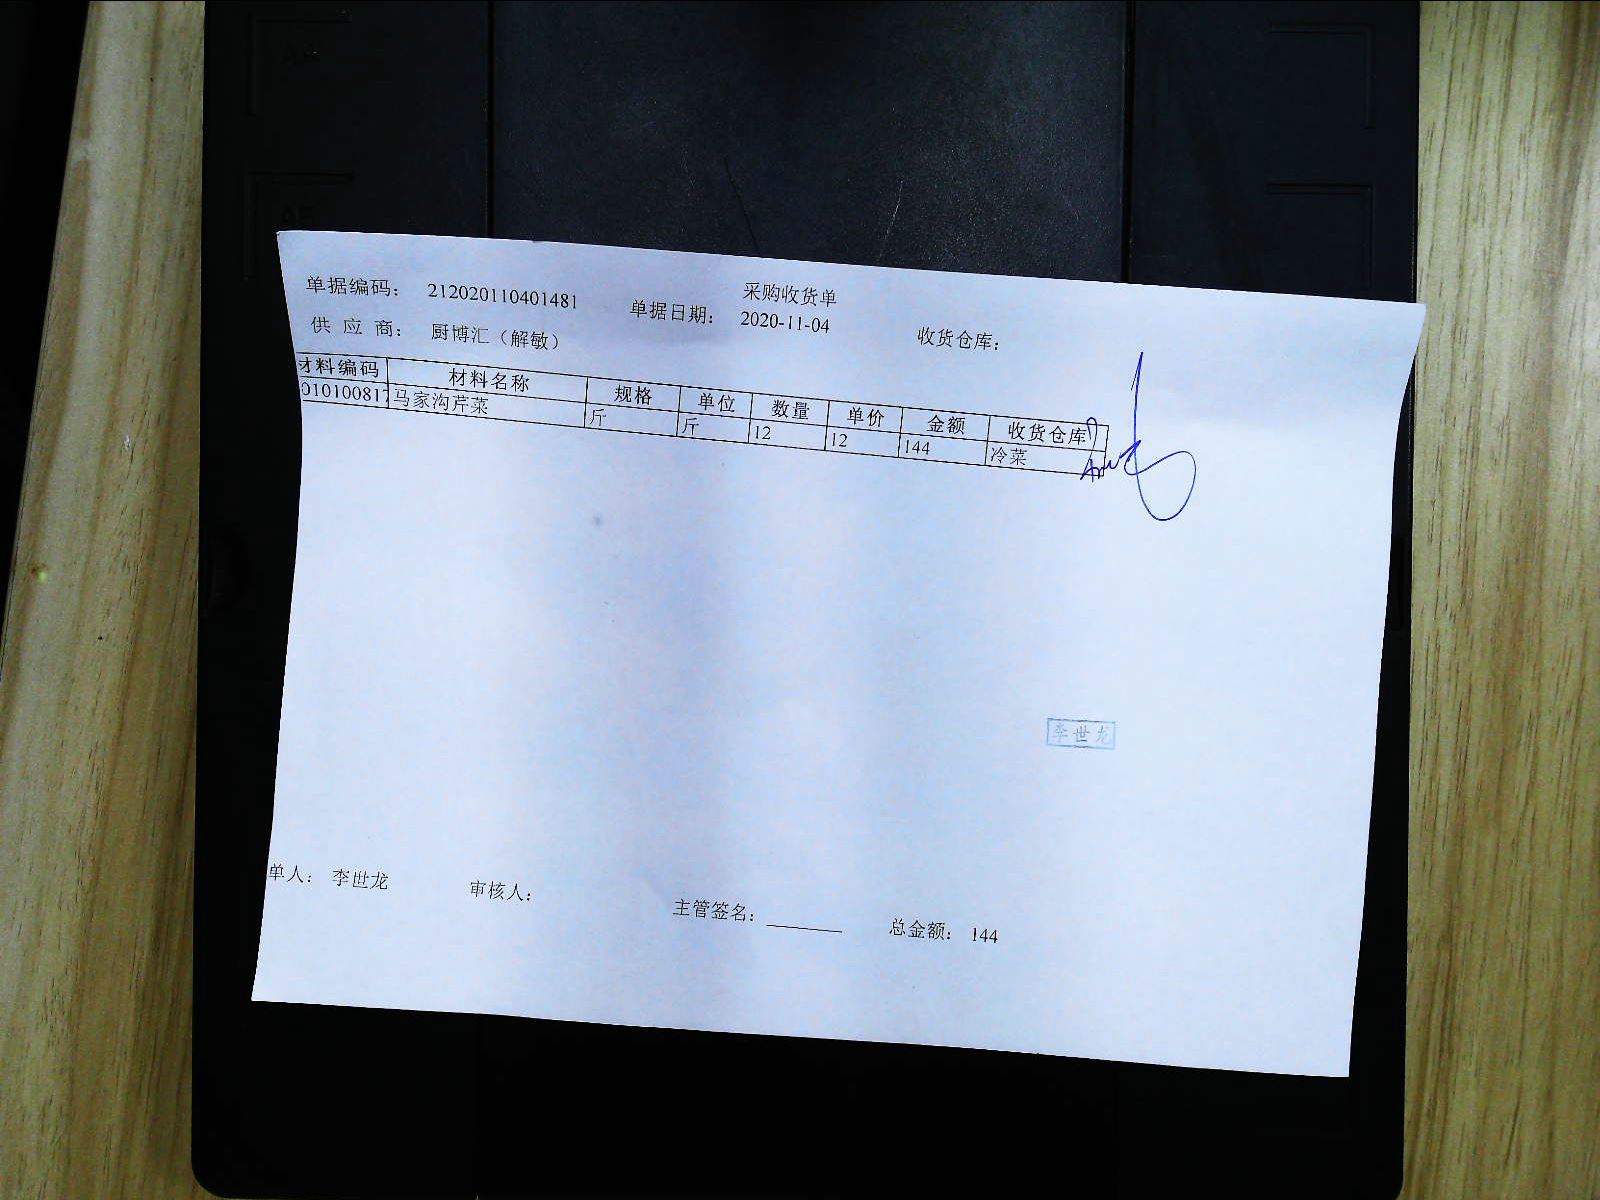 采购收货单
单据编码： 212020110401481 单据日期： 2020-11-04 收货仓库：
供 应 商： 厨博汇（解敏）
材料编码 材料名称 规格 单位 数量 单价 金额 收货仓库
010100817 马家沟芹菜 斤 斤 12 12 144 冷菜
李世龙
单人： 李世龙 审核人： 主管签名： 总金额： 144